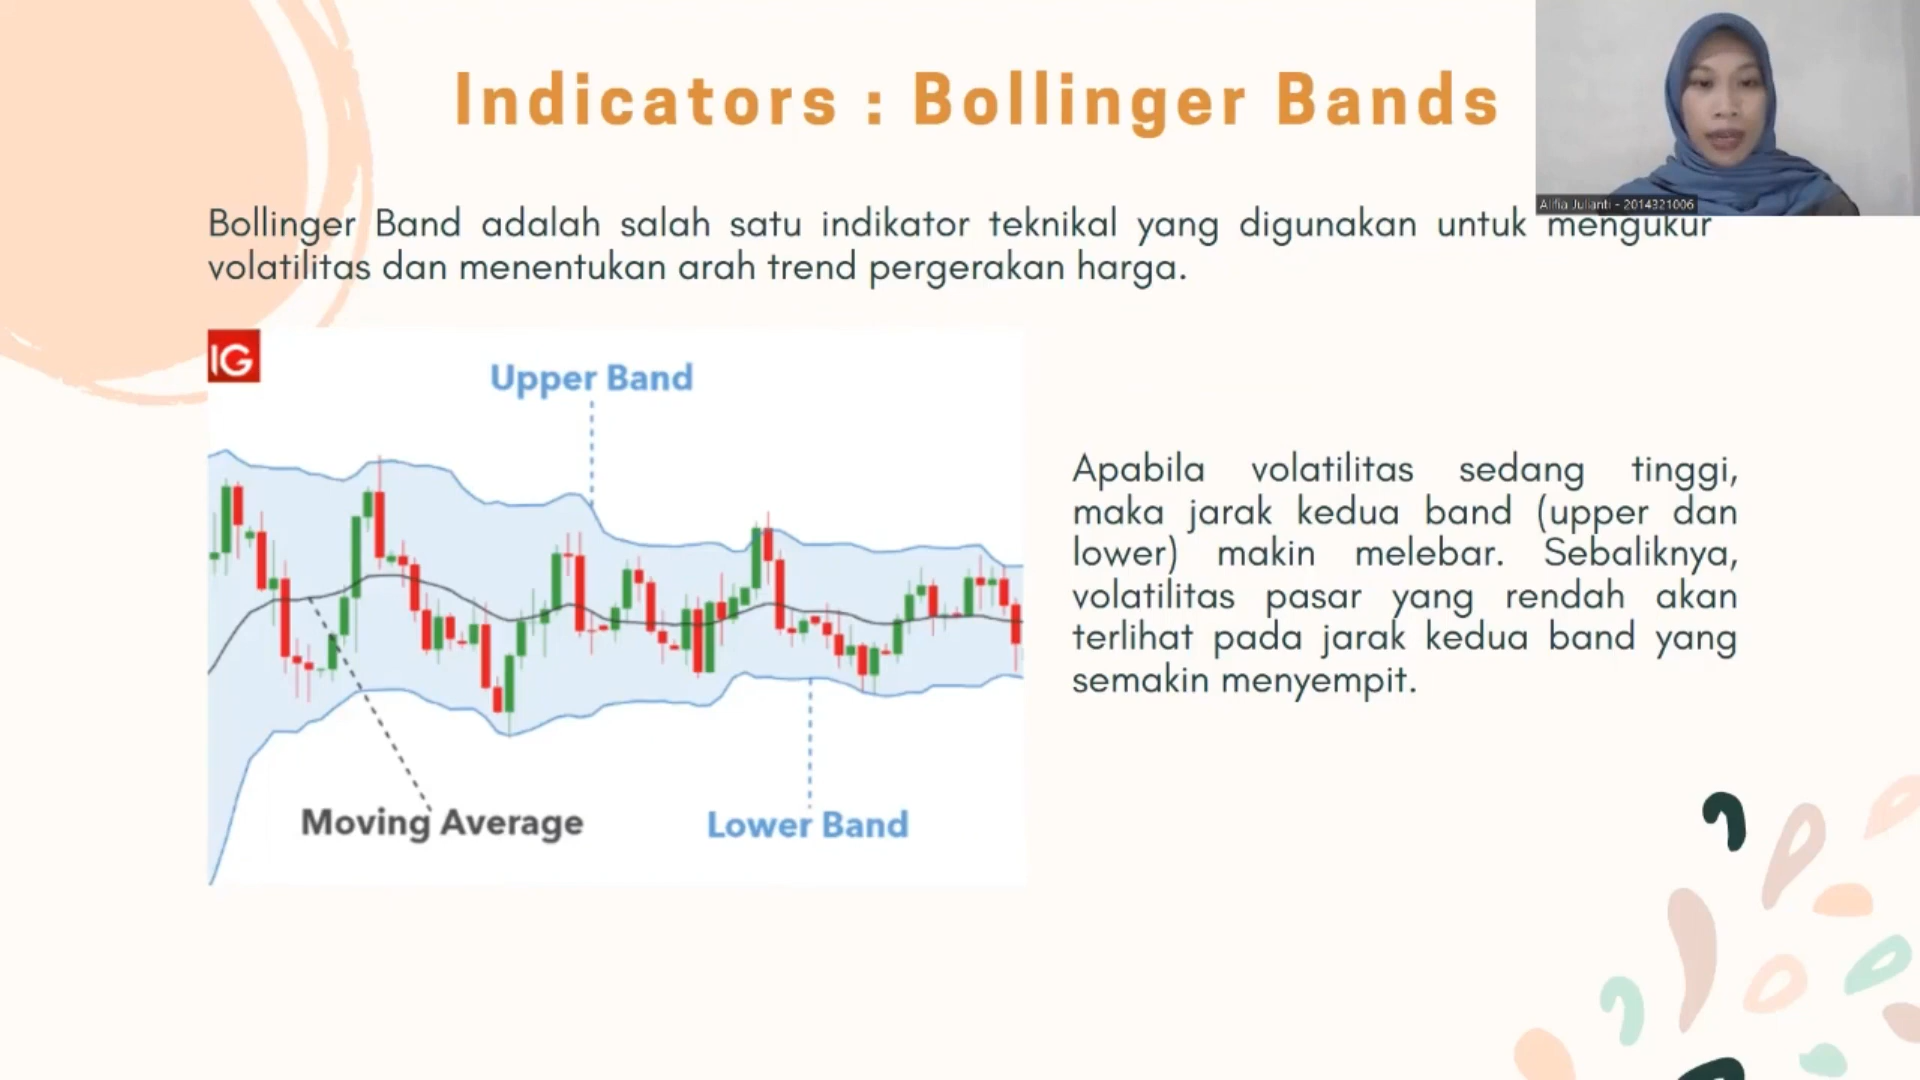 Indicators : Bollinger Bands
Alifia Julianti - 2014321006
Bollinger Band adalah salah satu indikator teknikal yang digunakan untuk mengukur
volatilitas dan menentukan arah trend pergerakan harga.
IG
Upper Band
Moving Average
Lower Band
Apabila volatilitas sedang tinggi,
maka jarak kedua band (upper dan
lower) makin melebar. Sebaliknya,
volatilitas pasar yang rendah akan
terlihat pada jarak kedua band yang
semakin menyempit.